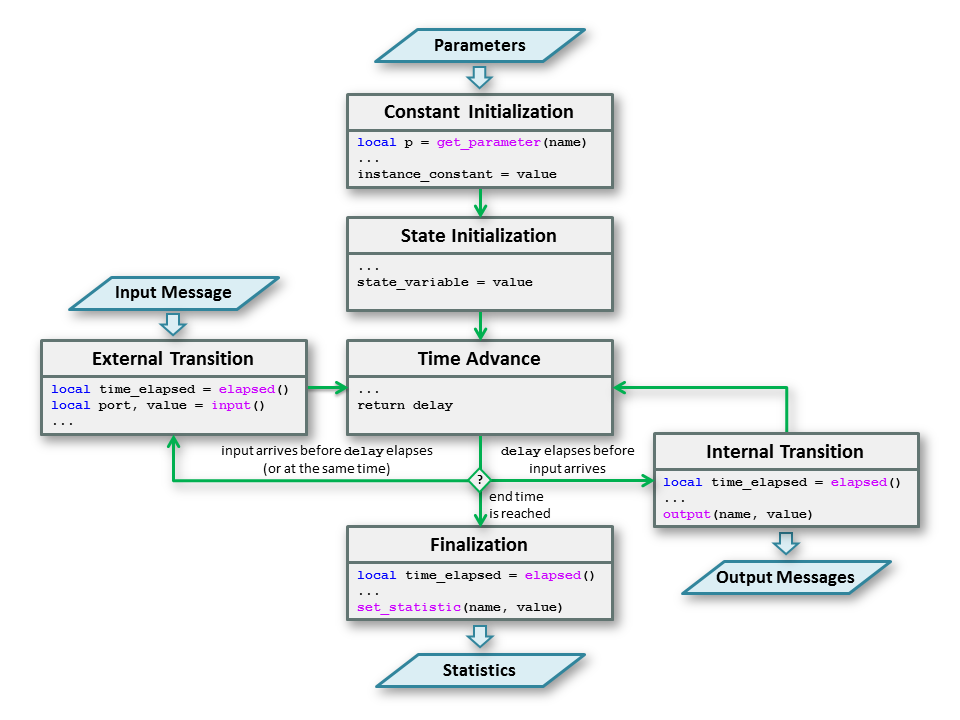 Parameters
Constant Initialization
local p = get_parameter(name)
...
instance_constant = value
State Initialization
...
state_variable = value
Input Message
External Transition
local time_elapsed = elapsed()
local port, value = input()
...
Time Advance
...
return delay
input arrives before delay elapses
(or at the same time)
delay elapses before
input arrives
?
end time
is reached
Internal Transition
local time_elapsed = elapsed()
...
output(name, value)
Output Messages
Finalization
local time_elapsed = elapsed()
...
set_statistic(name, value)
Statistics